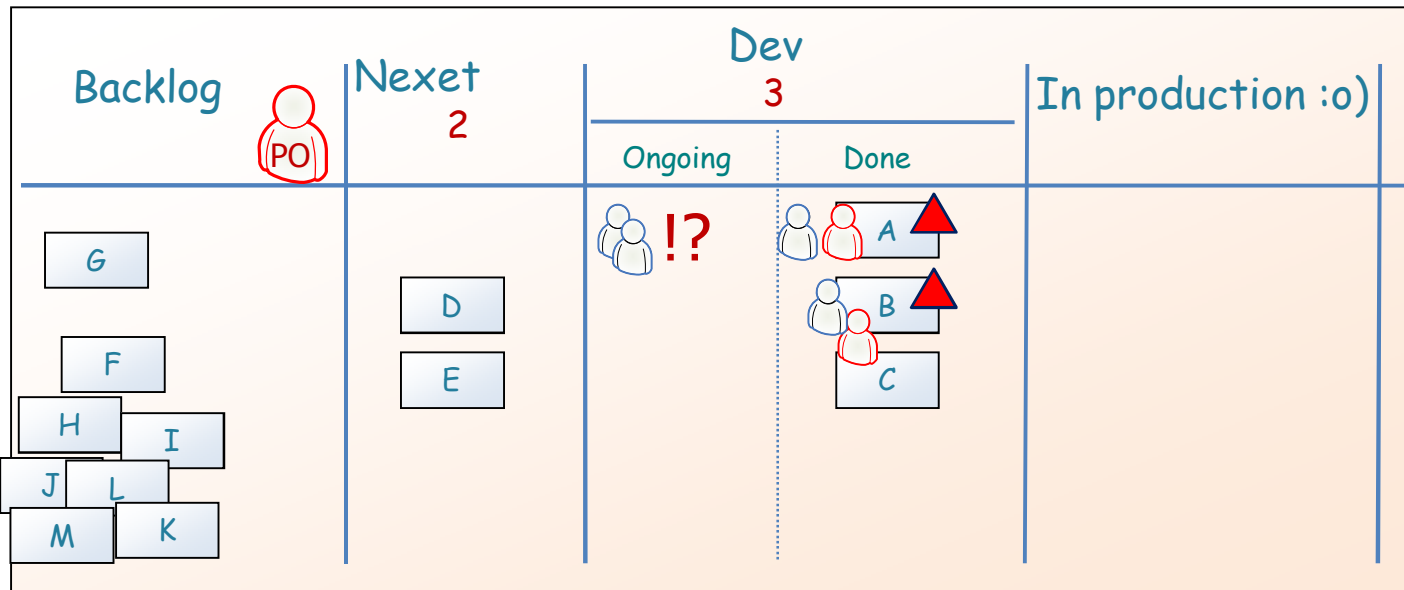 Backlog
PO
Nexet
2
Dev
3
Ongoing
Done
In production :o)
G
F
H
I
J
L
M
K
D
E
!?
A
B
C